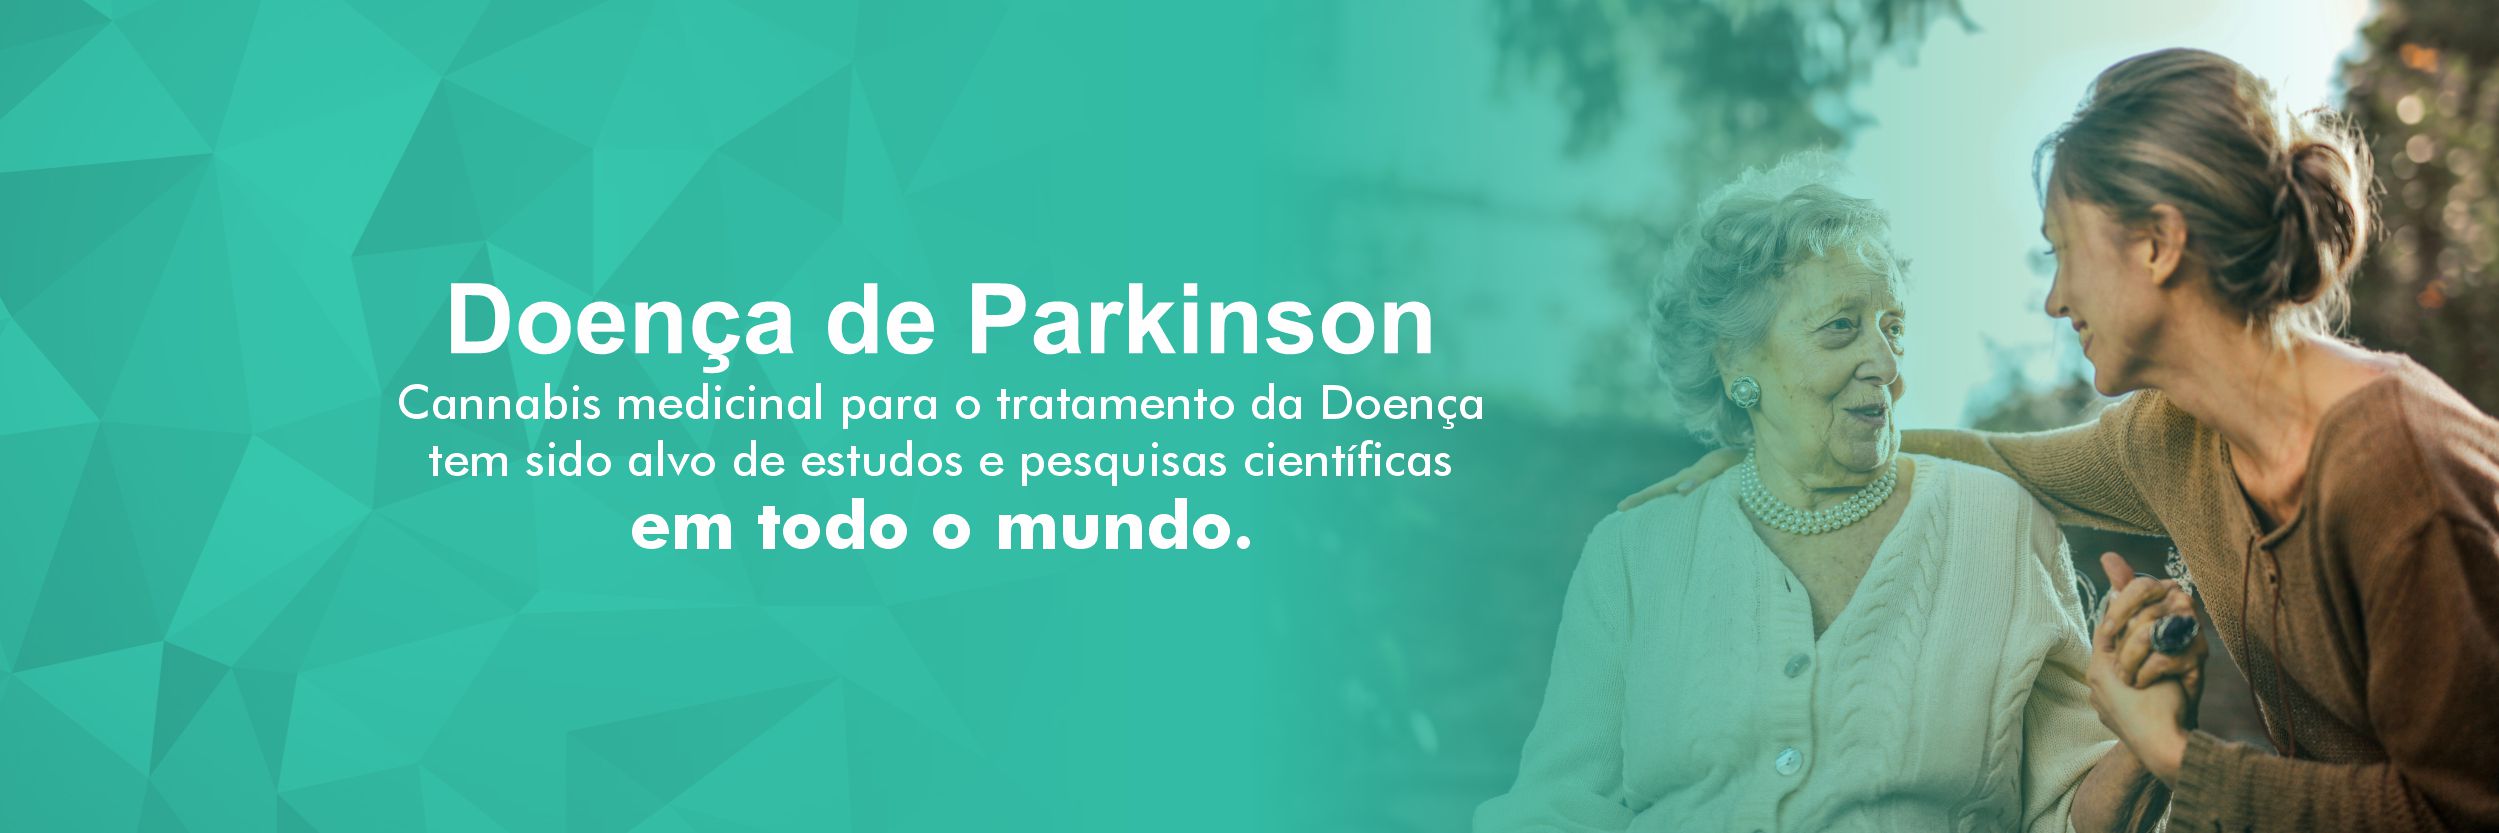 Doença de Parkinson
Cannabis medicinal para o tratamento da Doença
tem sido alvo de estudos e pesquisas científicas
em todo o mundo.